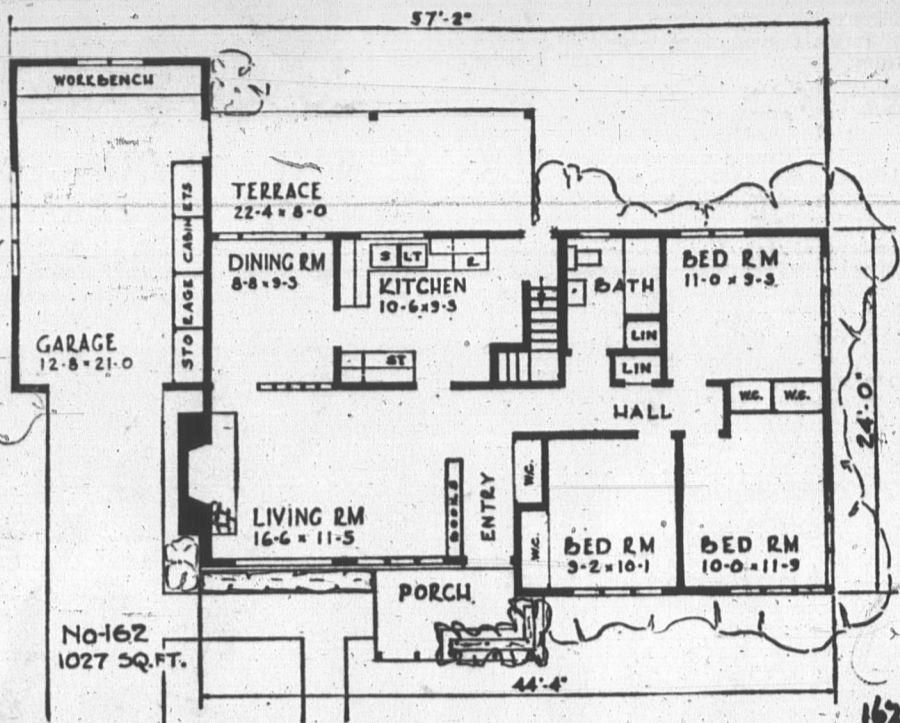 57'-2"
WORKBENCH
TERRACE
22-4 x 8-0
STORAGE CABINETS
DINING RM
8-8 x 9-3
S
LT
R.
KITCHEN
10-6x9-3
BATH
BED RM
11-0 x 9-3
LIN
LIN
GARAGE
12-8 x 21-0
ST
W.C.
W.C.
HALL
24'-0"
W.C.
BOOKS
ENTRY
LIVING RM
16-6 x 11-5
W.C.
BED RM
9-2 x 10-1
BED RM
10-0 x 11-9
PORCH
No-162
1027 SQ.FT.
44'-4"
162